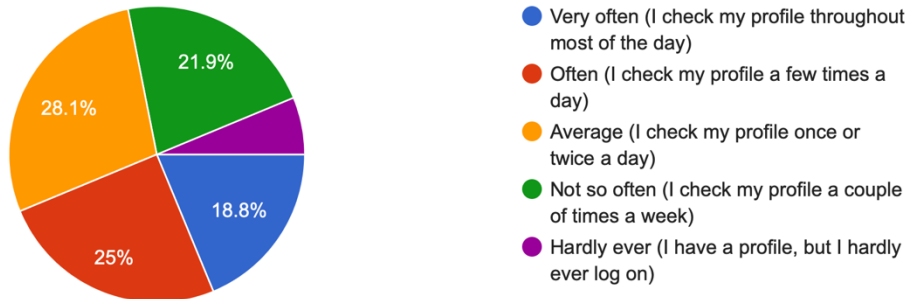 21.9%
28.1%
18.8%
25%
Very often (I check my profile throughout
most of the day)
Often (I check my profile a few times a
day)
Average (I check my profile once or
twice a day)
Not so often (I check my profile a couple
of times a week)
Hardly ever (I have a profile, but I hardly
ever log on)